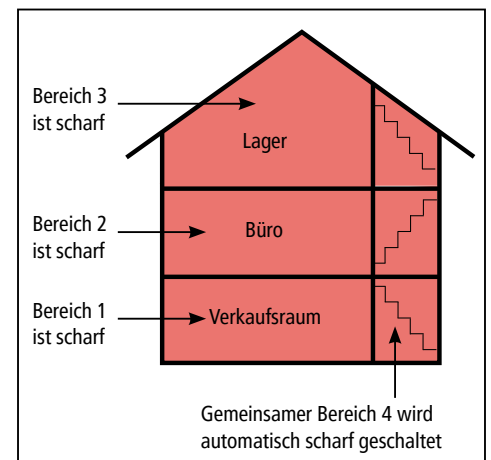 Bereich 3
ist scharf
Lager
Bereich 2
ist scharf
Büro
Bereich 1
ist scharf
Verkaufsraum
Gemeinsamer Bereich 4 wird
automatisch scharf geschaltet